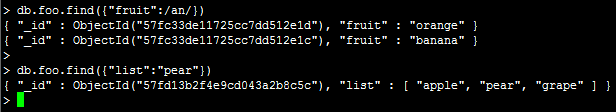 > db.foo.find({"fruit":/an/})
{ "_id" : ObjectId("57fc33de11725cc7dd512e1d"), "fruit" : "orange" }
{ "_id" : ObjectId("57fc33de11725cc7dd512e1c"), "fruit" : "banana" }
>
> db.foo.find({"list":"pear"})
{ "_id" : ObjectId("57fd13b2f4e9cd043a2b8c5c"), "list" : [ "apple", "pear", "grape" ] }
>